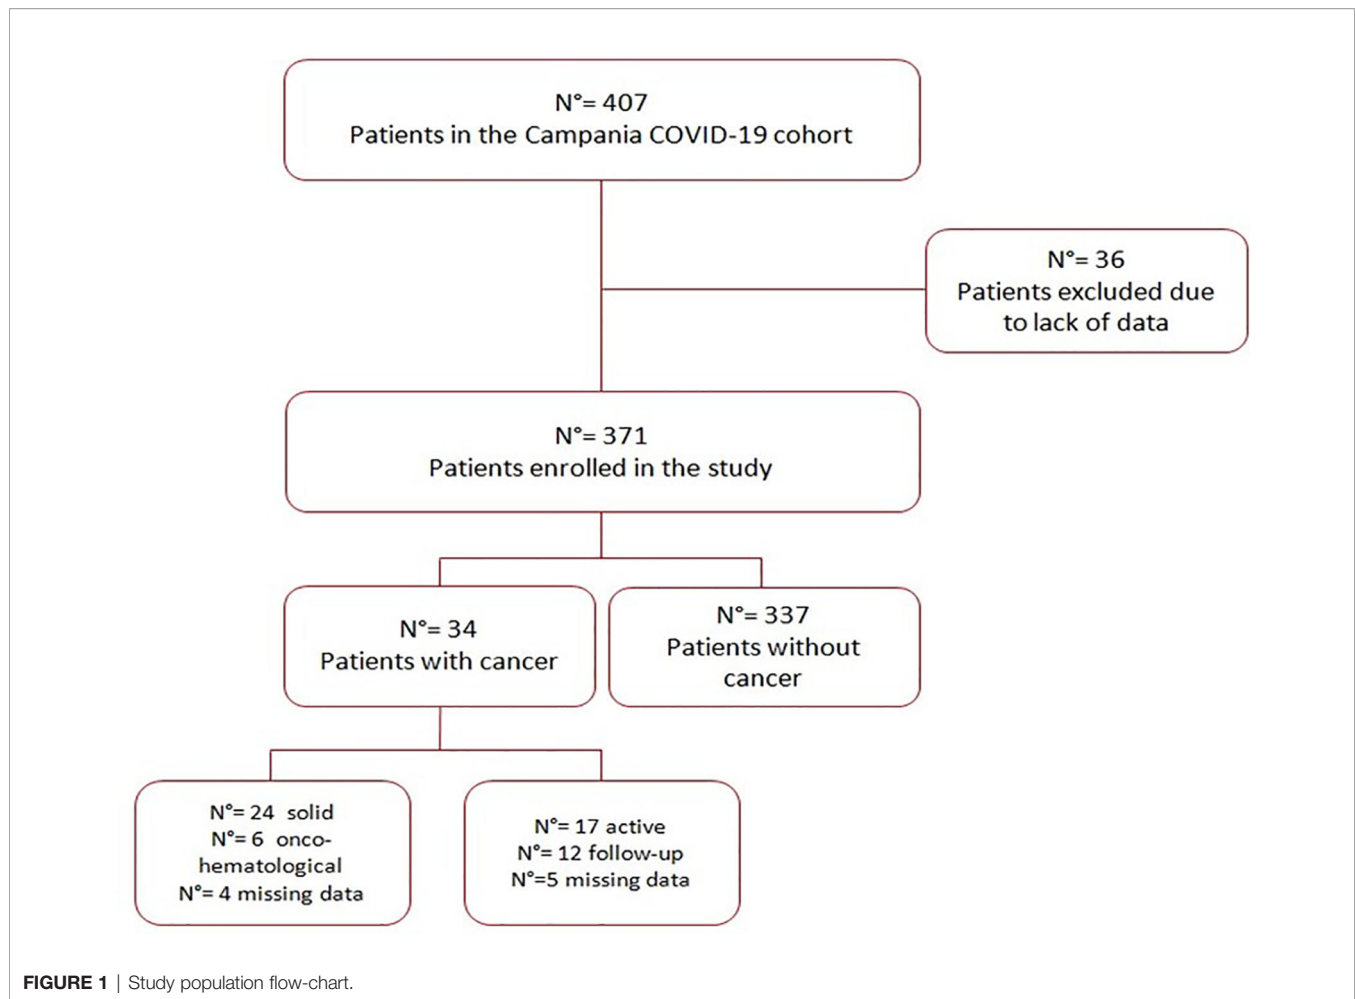 N°= 407
Patients in the Campania COVID-19 cohort
N°= 36
Patients excluded due
to lack of data
N°= 371
Patients enrolled in the study
N°= 34
Patients with cancer
N°= 337
Patients without
cancer
N°= 24 solid
N°= 6 onco-
hematological
N°= 4 missing data
N°= 17 active
N°= 12 follow-up
N°=5 missing data
FIGURE 1 | Study population flow-chart.